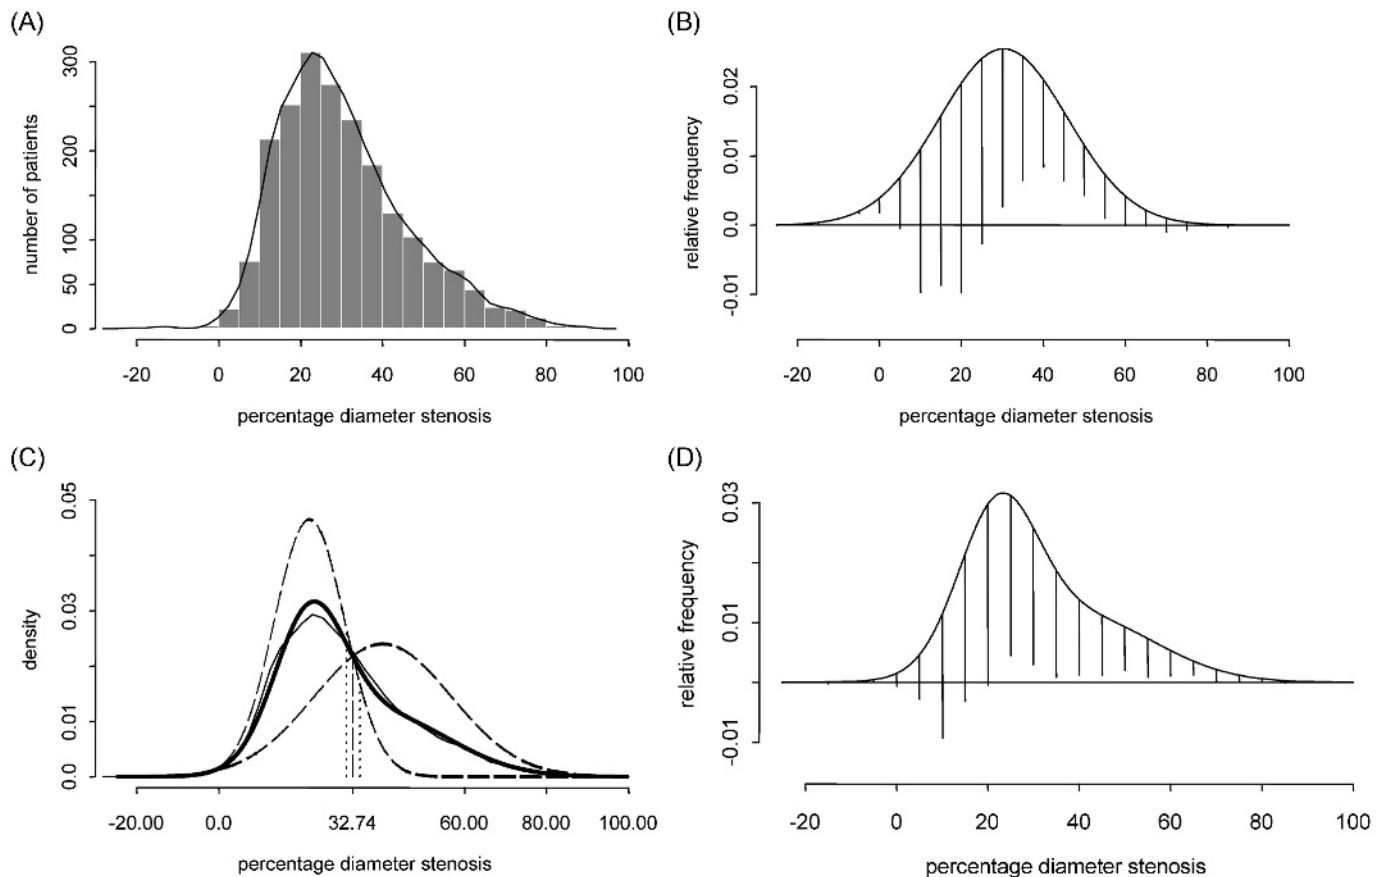 (A)
number of patients
0 50 100 200 300
-20 0 20 40 60 80 100
percentage diameter stenosis
(B)
relative frequency
-0.01 0.0 0.01 0.02
-20 0 20 40 60 80 100
percentage diameter stenosis
(C)
density
0.0 0.01 0.03 0.05
-20.00 0.0 32.74 60.00 80.00 100.00
percentage diameter stenosis
(D)
relative frequency
-0.01 0.01 0.03
-20 0 20 40 60 80 100
percentage diameter stenosis